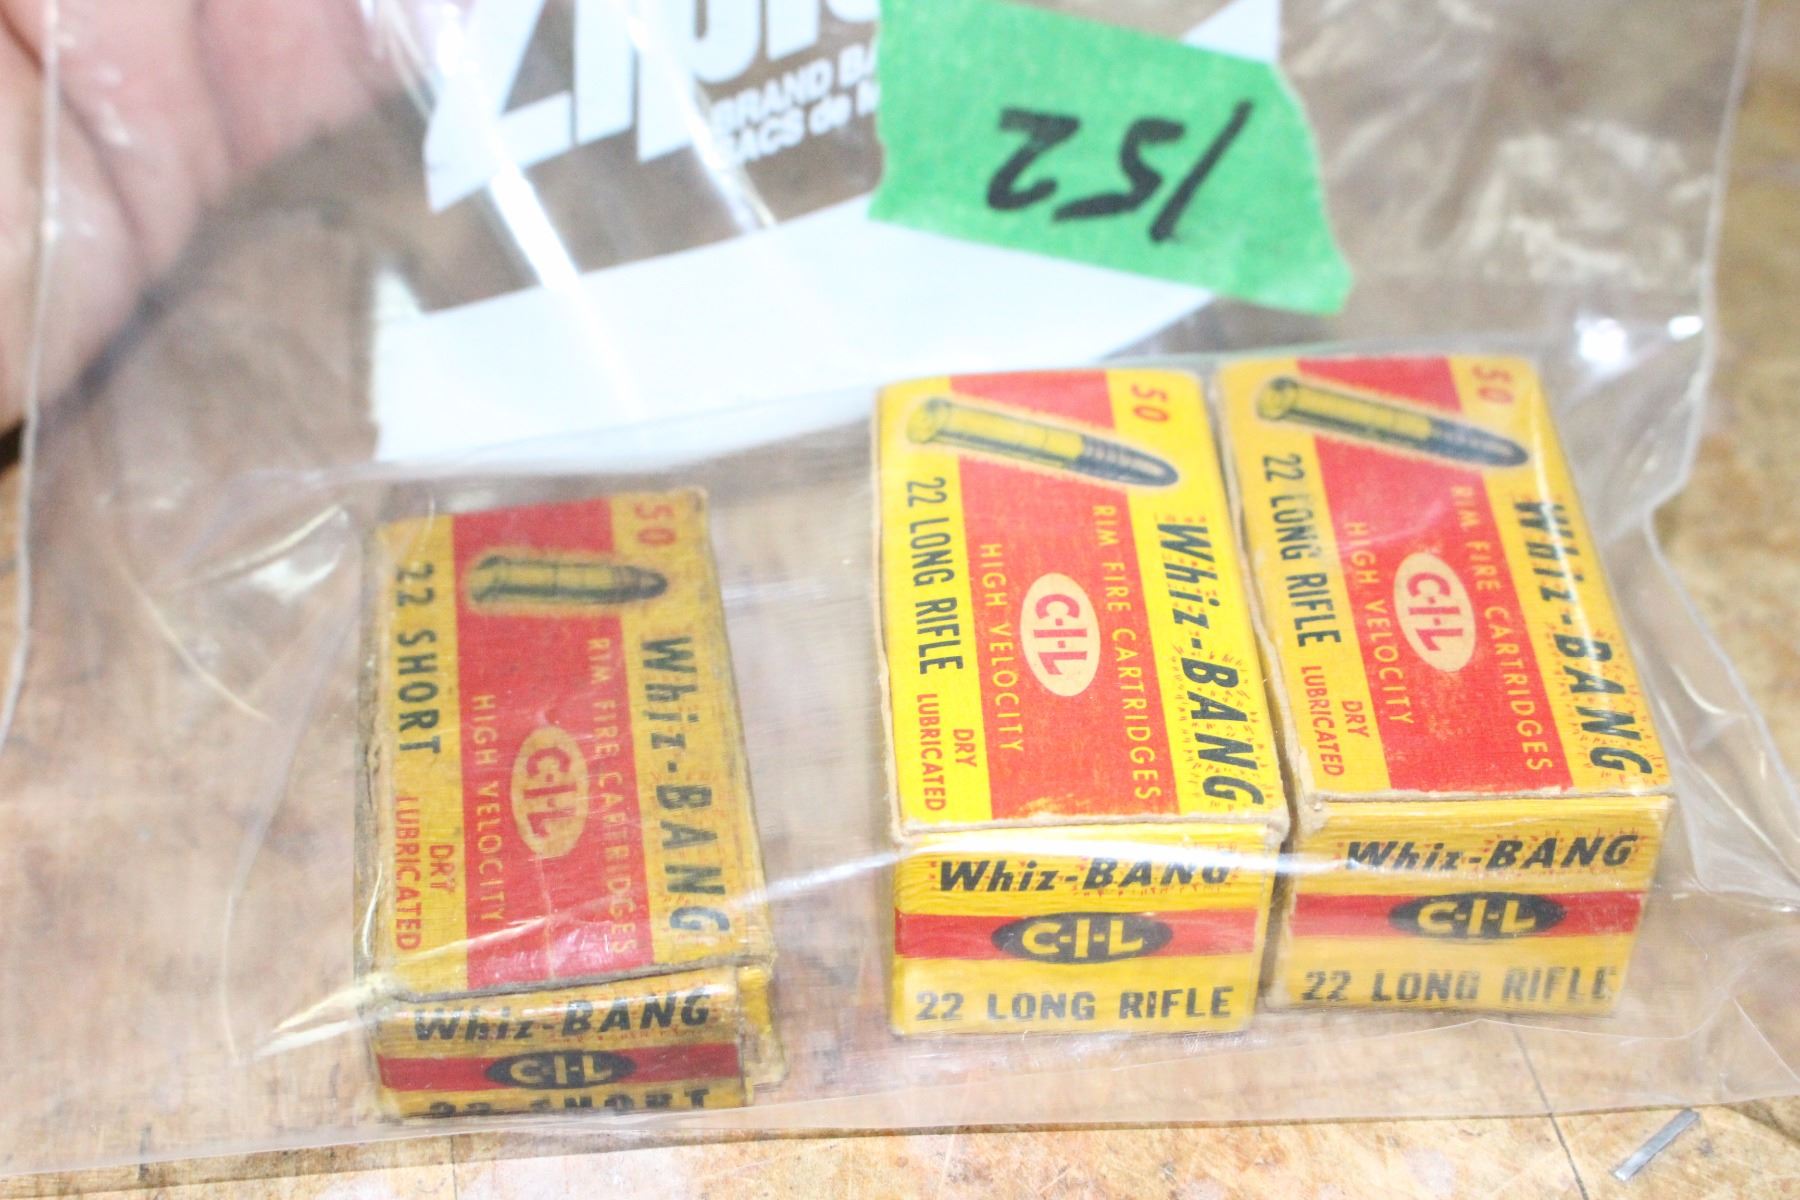 BRAND
SACS de
152
50
22 SHORT
DRY
LUBRICATED
HIGH VELOCITY
C-I-L
RIM FIRE CARTRIDGES
Whiz-BANG
Whiz-BANG
C-I-L
22 SHORT
50
22 LONG RIFLE
DRY
LUBRICATED
HIGH VELOCITY
C-I-L
RIM FIRE CARTRIDGES
Whiz-BANG
Whiz-BANG
C-I-L
22 LONG RIFLE
50
22 LONG RIFLE
DRY
LUBRICATED
HIGH VELOCITY
C-I-L
RIM FIRE CARTRIDGES
Whiz-BANG
Whiz-BANG
C-I-L
22 LONG RIFLE